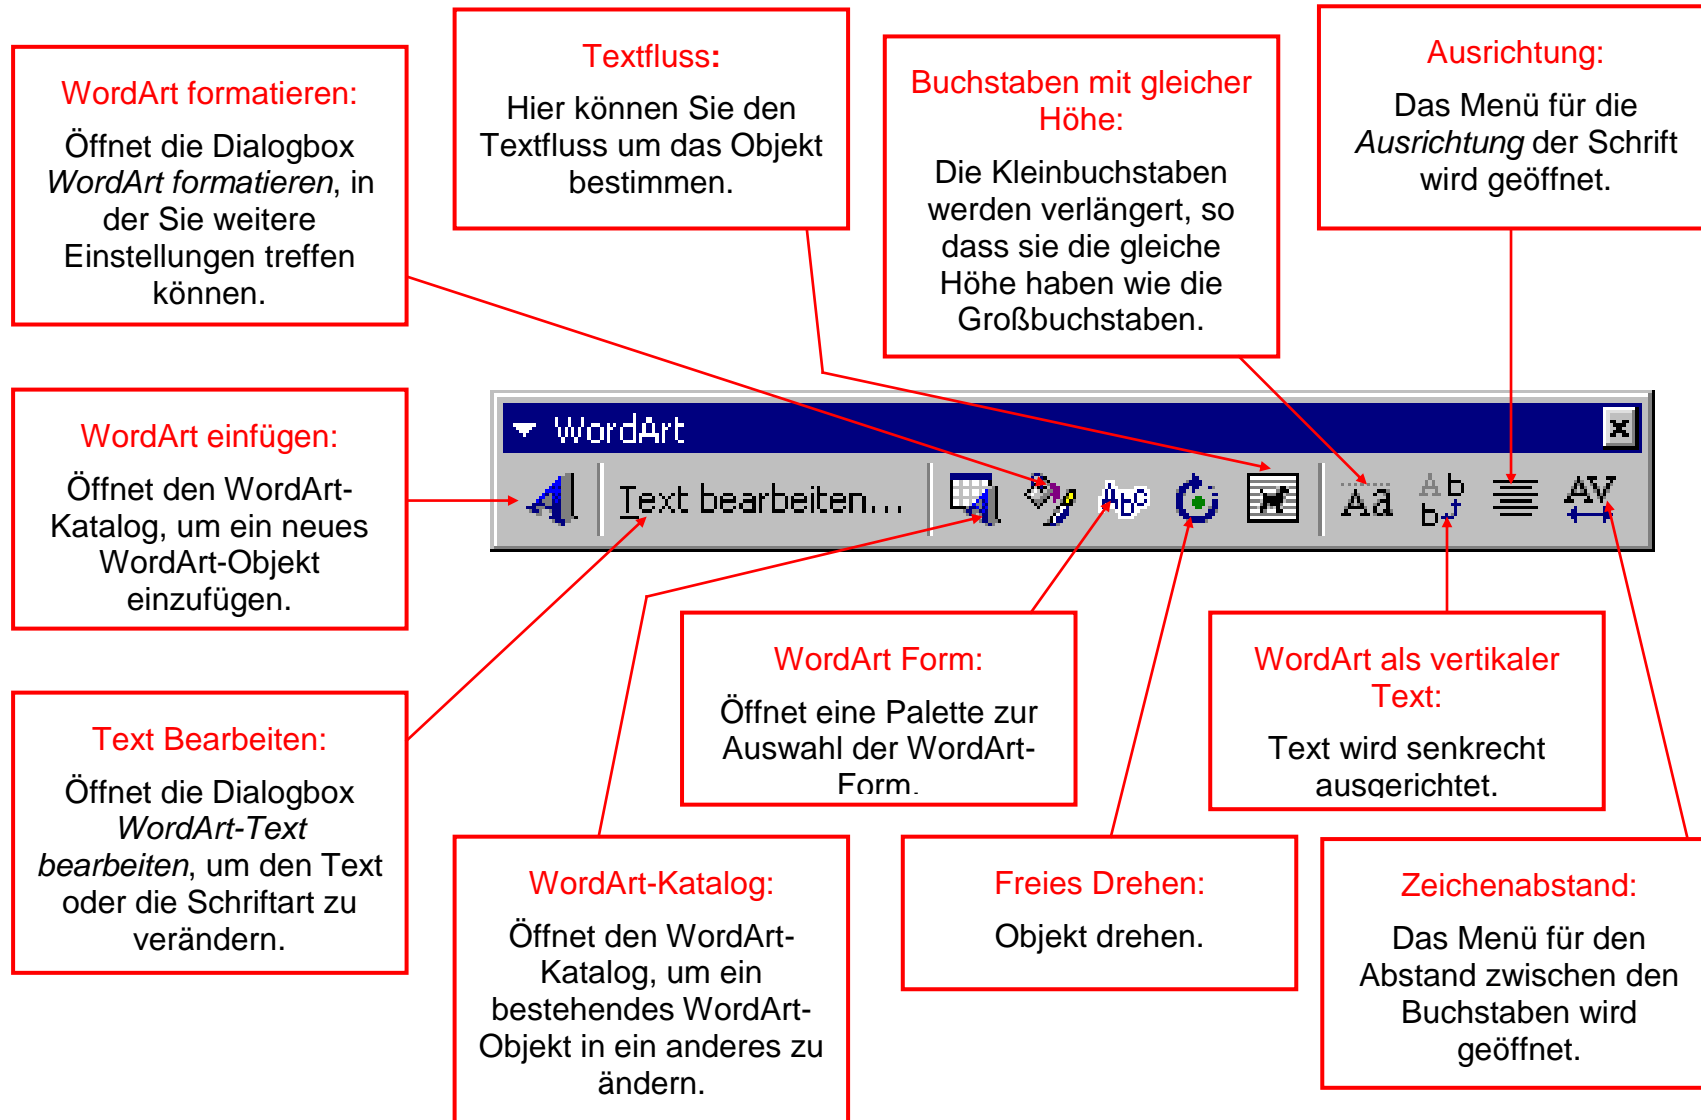 WordArt formatieren:
Öffnet die Dialogbox
WordArt formatieren, in
der Sie weitere
Einstellungen treffen
können.
Textfluss:
Hier können Sie den
Textfluss um das Objekt
bestimmen.
Buchstaben mit gleicher
Höhe:
Die Kleinbuchstaben
werden verlängert, so
dass sie die gleiche
Höhe haben wie die
Großbuchstaben.
Ausrichtung:
Das Menü für die
Ausrichtung der Schrift
wird geöffnet.
WordArt einfügen:
Öffnet den WordArt-
Katalog, um ein neues
WordArt-Objekt
einzufügen.
WordArt
Text bearbeiten...
Abc
Aa
Ab
b
AV
Text Bearbeiten:
Öffnet die Dialogbox
WordArt-Text
bearbeiten, um den Text
oder die Schriftart zu
verändern.
WordArt Form:
Öffnet eine Palette zur
Auswahl der WordArt-
Form.
WordArt als vertikaler
Text:
Text wird senkrecht
ausgerichtet.
WordArt-Katalog:
Öffnet den WordArt-
Katalog, um ein
bestehendes WordArt-
Objekt in ein anderes zu
ändern.
Freies Drehen:
Objekt drehen.
Zeichenabstand:
Das Menü für den
Abstand zwischen den
Buchstaben wird
geöffnet.